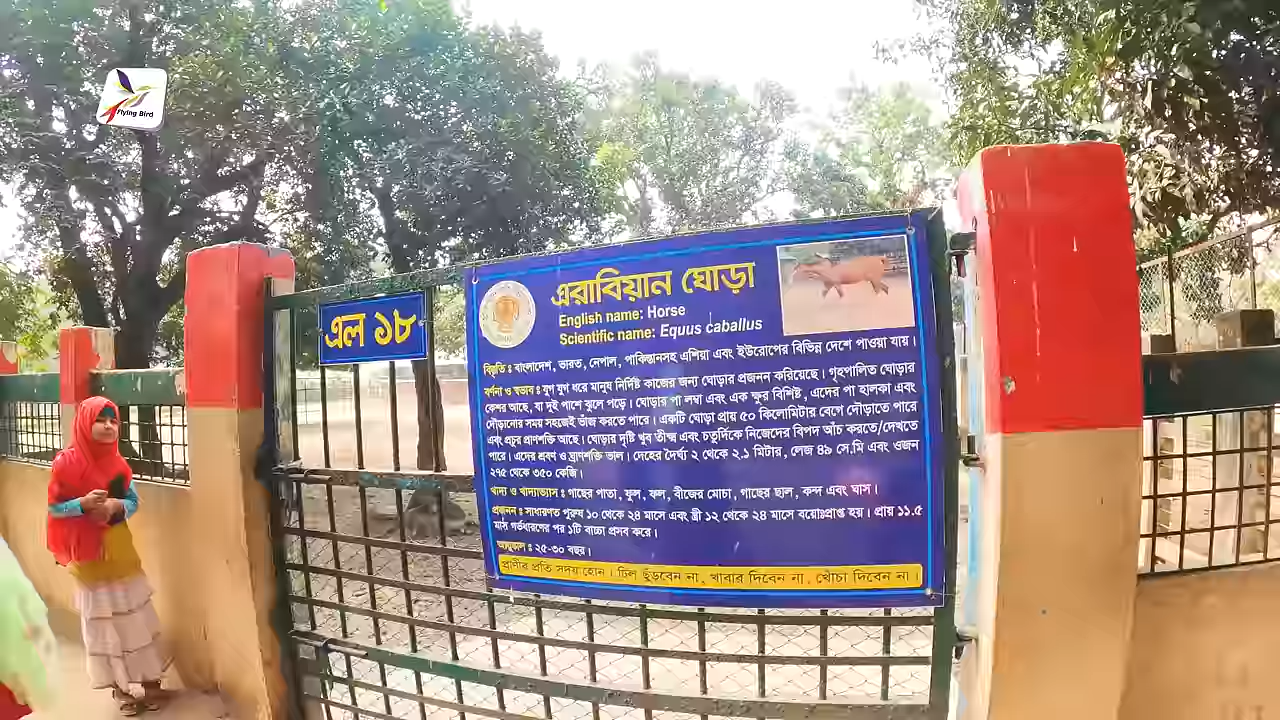 Flying Bird
এল ১৮
এরাবিয়ান ঘোড়া
English name: Horse
Scientific name: Equus caballus
বিস্তৃতি : বাংলাদেশ, ভারত, নেপাল, পাকিস্তানসহ এশিয়া এবং ইউরোপের বিভিন্ন দেশে পাওয়া যায়।
বর্ণনা ও স্বভাব : যুগ যুগ ধরে মানুষ নির্দিষ্ট কাজের জন্য ঘোড়ার প্রজনন করিয়েছে। গৃহপালিত ঘোড়ার
কেশর আছে, যা দুই পাশে ঝুলে পড়ে। ঘোড়ার পা লম্বা এবং এক ক্ষুর বিশিষ্ট, এদের পা হালকা এবং
দৌড়ানোর সময় সহজেই ভাঁজ করতে পারে। একটি ঘোড়া প্রায় ৫০ কিলোমিটার বেগে দৌড়াতে পারে
এবং প্রচুর প্রাণশক্তি আছে। ঘোড়ার দৃষ্টি খুব তীক্ষ্ম এবং চতুর্দিকে নিজেদের বিপদ আঁচ করতে/দেখতে
পারে। এদের শ্রবণ ও ঘ্রাণশক্তি ভাল। দেহের দৈর্ঘ্য ২ থেকে ২.১ মিটার, লেজ ৪৯ সে.মি এবং ওজন
২৭৫ থেকে ৩৫০ কেজি।
খাদ্য ও খাদ্যাভ্যাস : গাছের পাতা, ফুল, ফল, বীজের মোচা, গাছের ছাল, কন্দ এবং ঘাস।
প্রজনন : সাধারণত পুরুষ ১০ থেকে ২৪ মাসে এবং স্ত্রী ১২ থেকে ২৪ মাসে বয়োঃপ্রাপ্ত হয়। প্রায় ১১.৫
মাস গর্ভধারণের পর ১টি বাচ্চা প্রসব করে।
আয়ুষ্কাল : ২৫-৩০ বছর।
প্রাণীর প্রতি সদয় হোন। ঢিল ছুঁড়বেন না, খাবার দিবেন না, খোঁচা দিবেন না।